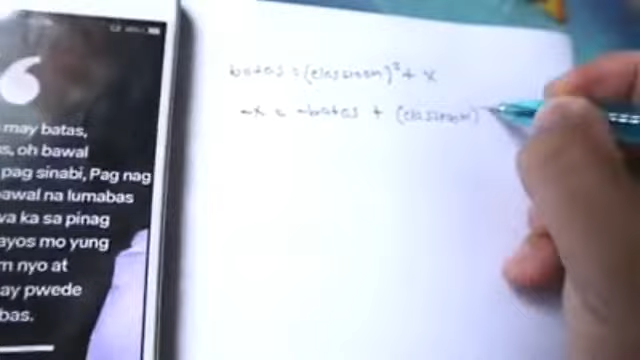 may batas,
s, oh bawal
pag sinabi, Pag nag
bawal na lumabas
wa ka sa pinag
ayos mo yung
m nyo at
ay pwede
bas.
batas = (classroom)² + x
-x = -batas + (classroom)